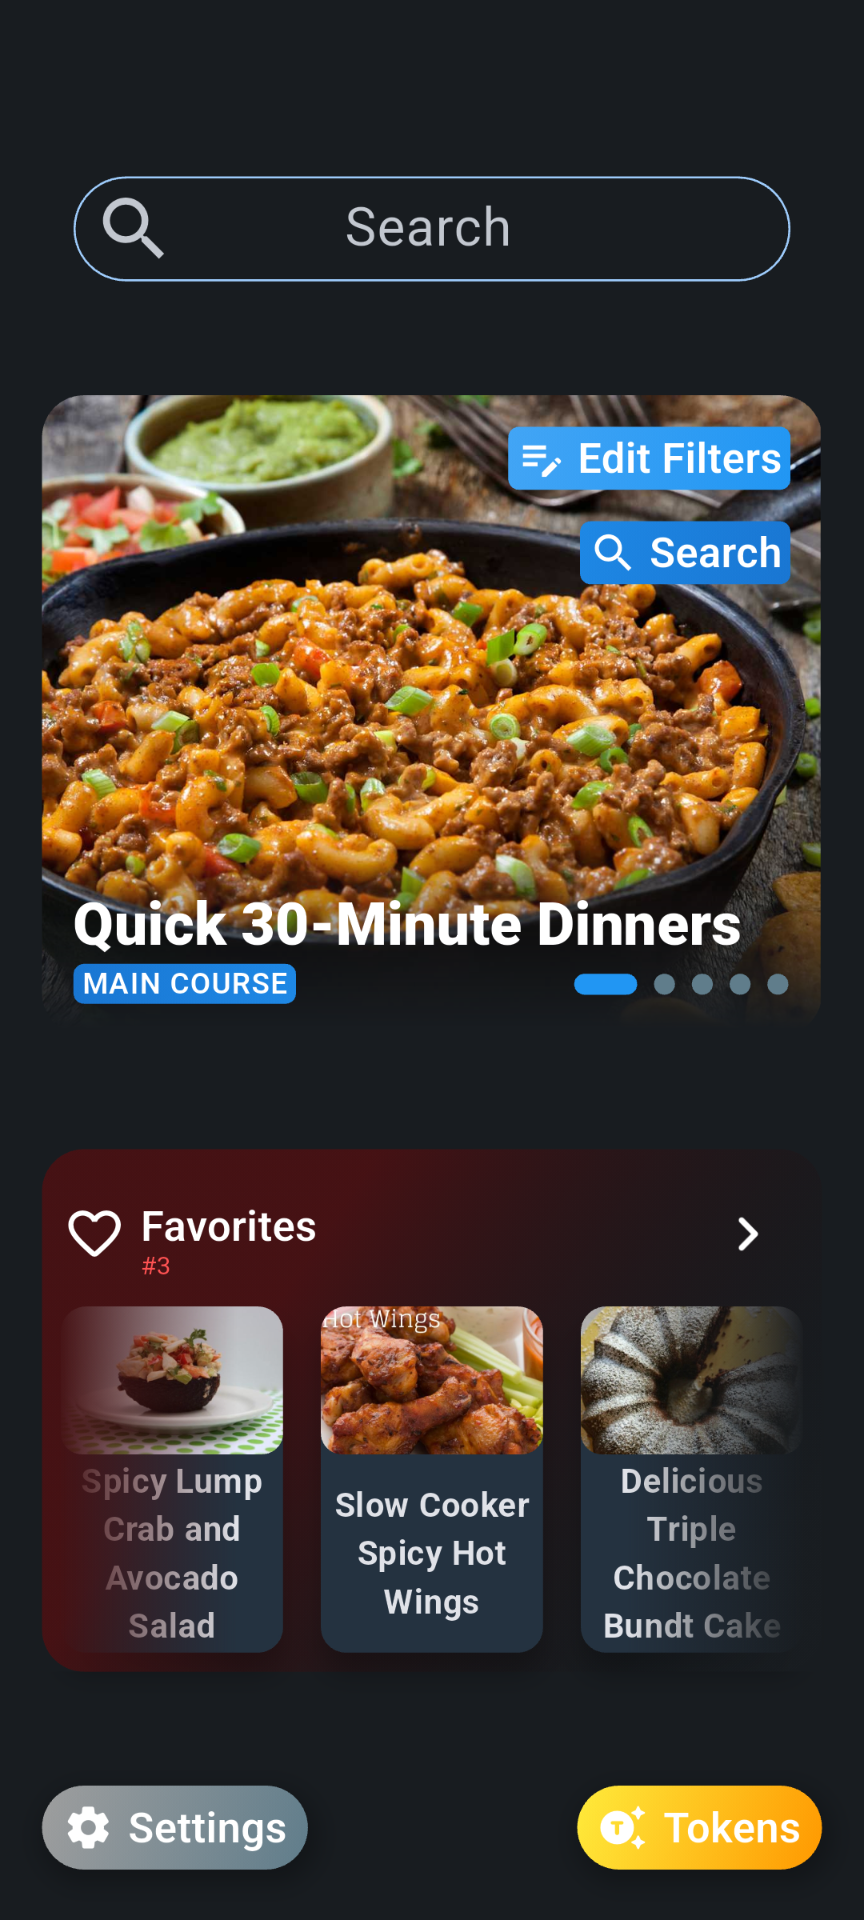 Search
Edit Filters
Search
Quick 30-Minute Dinners
MAIN COURSE
Favorites
#3
Hot Wings
Spicy Lump
Crab and
Avocado
Salad
Slow Cooker
Spicy Hot
Wings
Delicious
Triple
Chocolate
Bundt Cake
Settings
T
Tokens